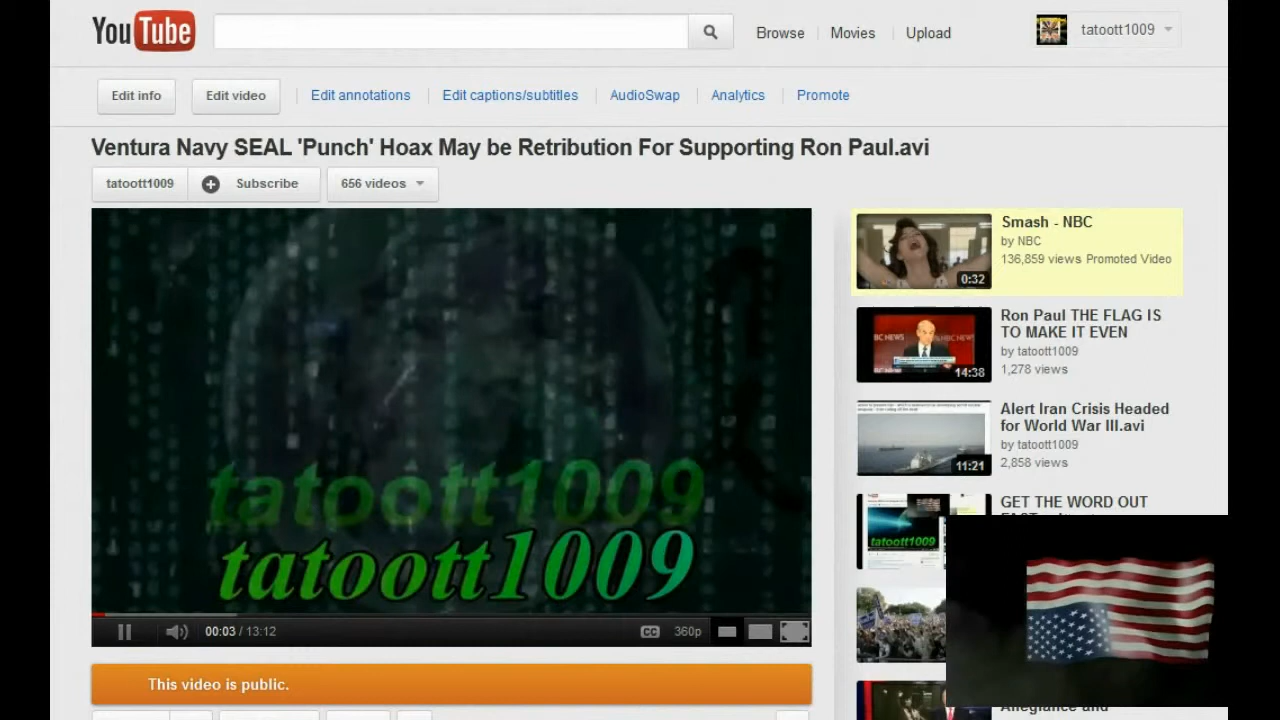 YouTube
Browse
Movies
Upload
tatoott1009
Edit info
Edit video
Edit annotations
Edit captions/subtitles
AudioSwap
Analytics
Promote
Ventura Navy SEAL 'Punch' Hoax May be Retribution For Supporting Ron Paul.avi
tatoott1009
Subscribe
656 videos
tatoott1009
tatoott1009
00:03 / 13:12
CC
360p
This video is public.
0:32
Smash - NBC
by NBC
136,859 views Promoted Video
14:38
Ron Paul THE FLAG IS
TO MAKE IT EVEN
by tatoott1009
1,278 views
11:21
Alert Iran Crisis Headed
for World War III.avi
by tatoott1009
2,858 views
tatoott1009
GET THE WORD OUT
Allegiance and